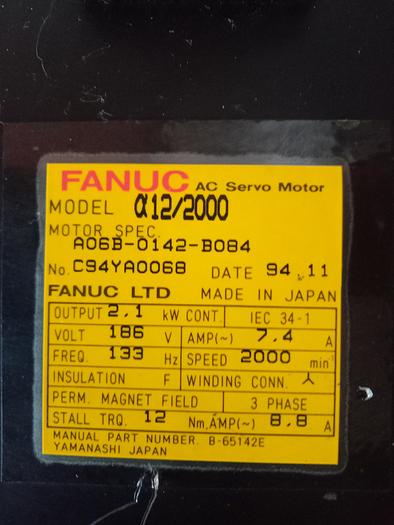 FANUC AC Servo Motor
MODEL α12/2000
MOTOR SPEC.
A06B-0142-B084
No. C94YA0068 DATE 94.11
FANUC LTD MADE IN JAPAN
OUTPUT 2.1 kW CONT. IEC 34-1
VOLT 186 V AMP(~) 7.4 A
FREQ. 133 Hz SPEED 2000 min⁻¹
INSULATION F WINDING CONN. 人
PERM. MAGNET FIELD 3 PHASE
STALL TRQ. 12 Nm,AMP(~) 8.8 A
MANUAL PART NUMBER. B-65142E
YAMANASHI JAPAN